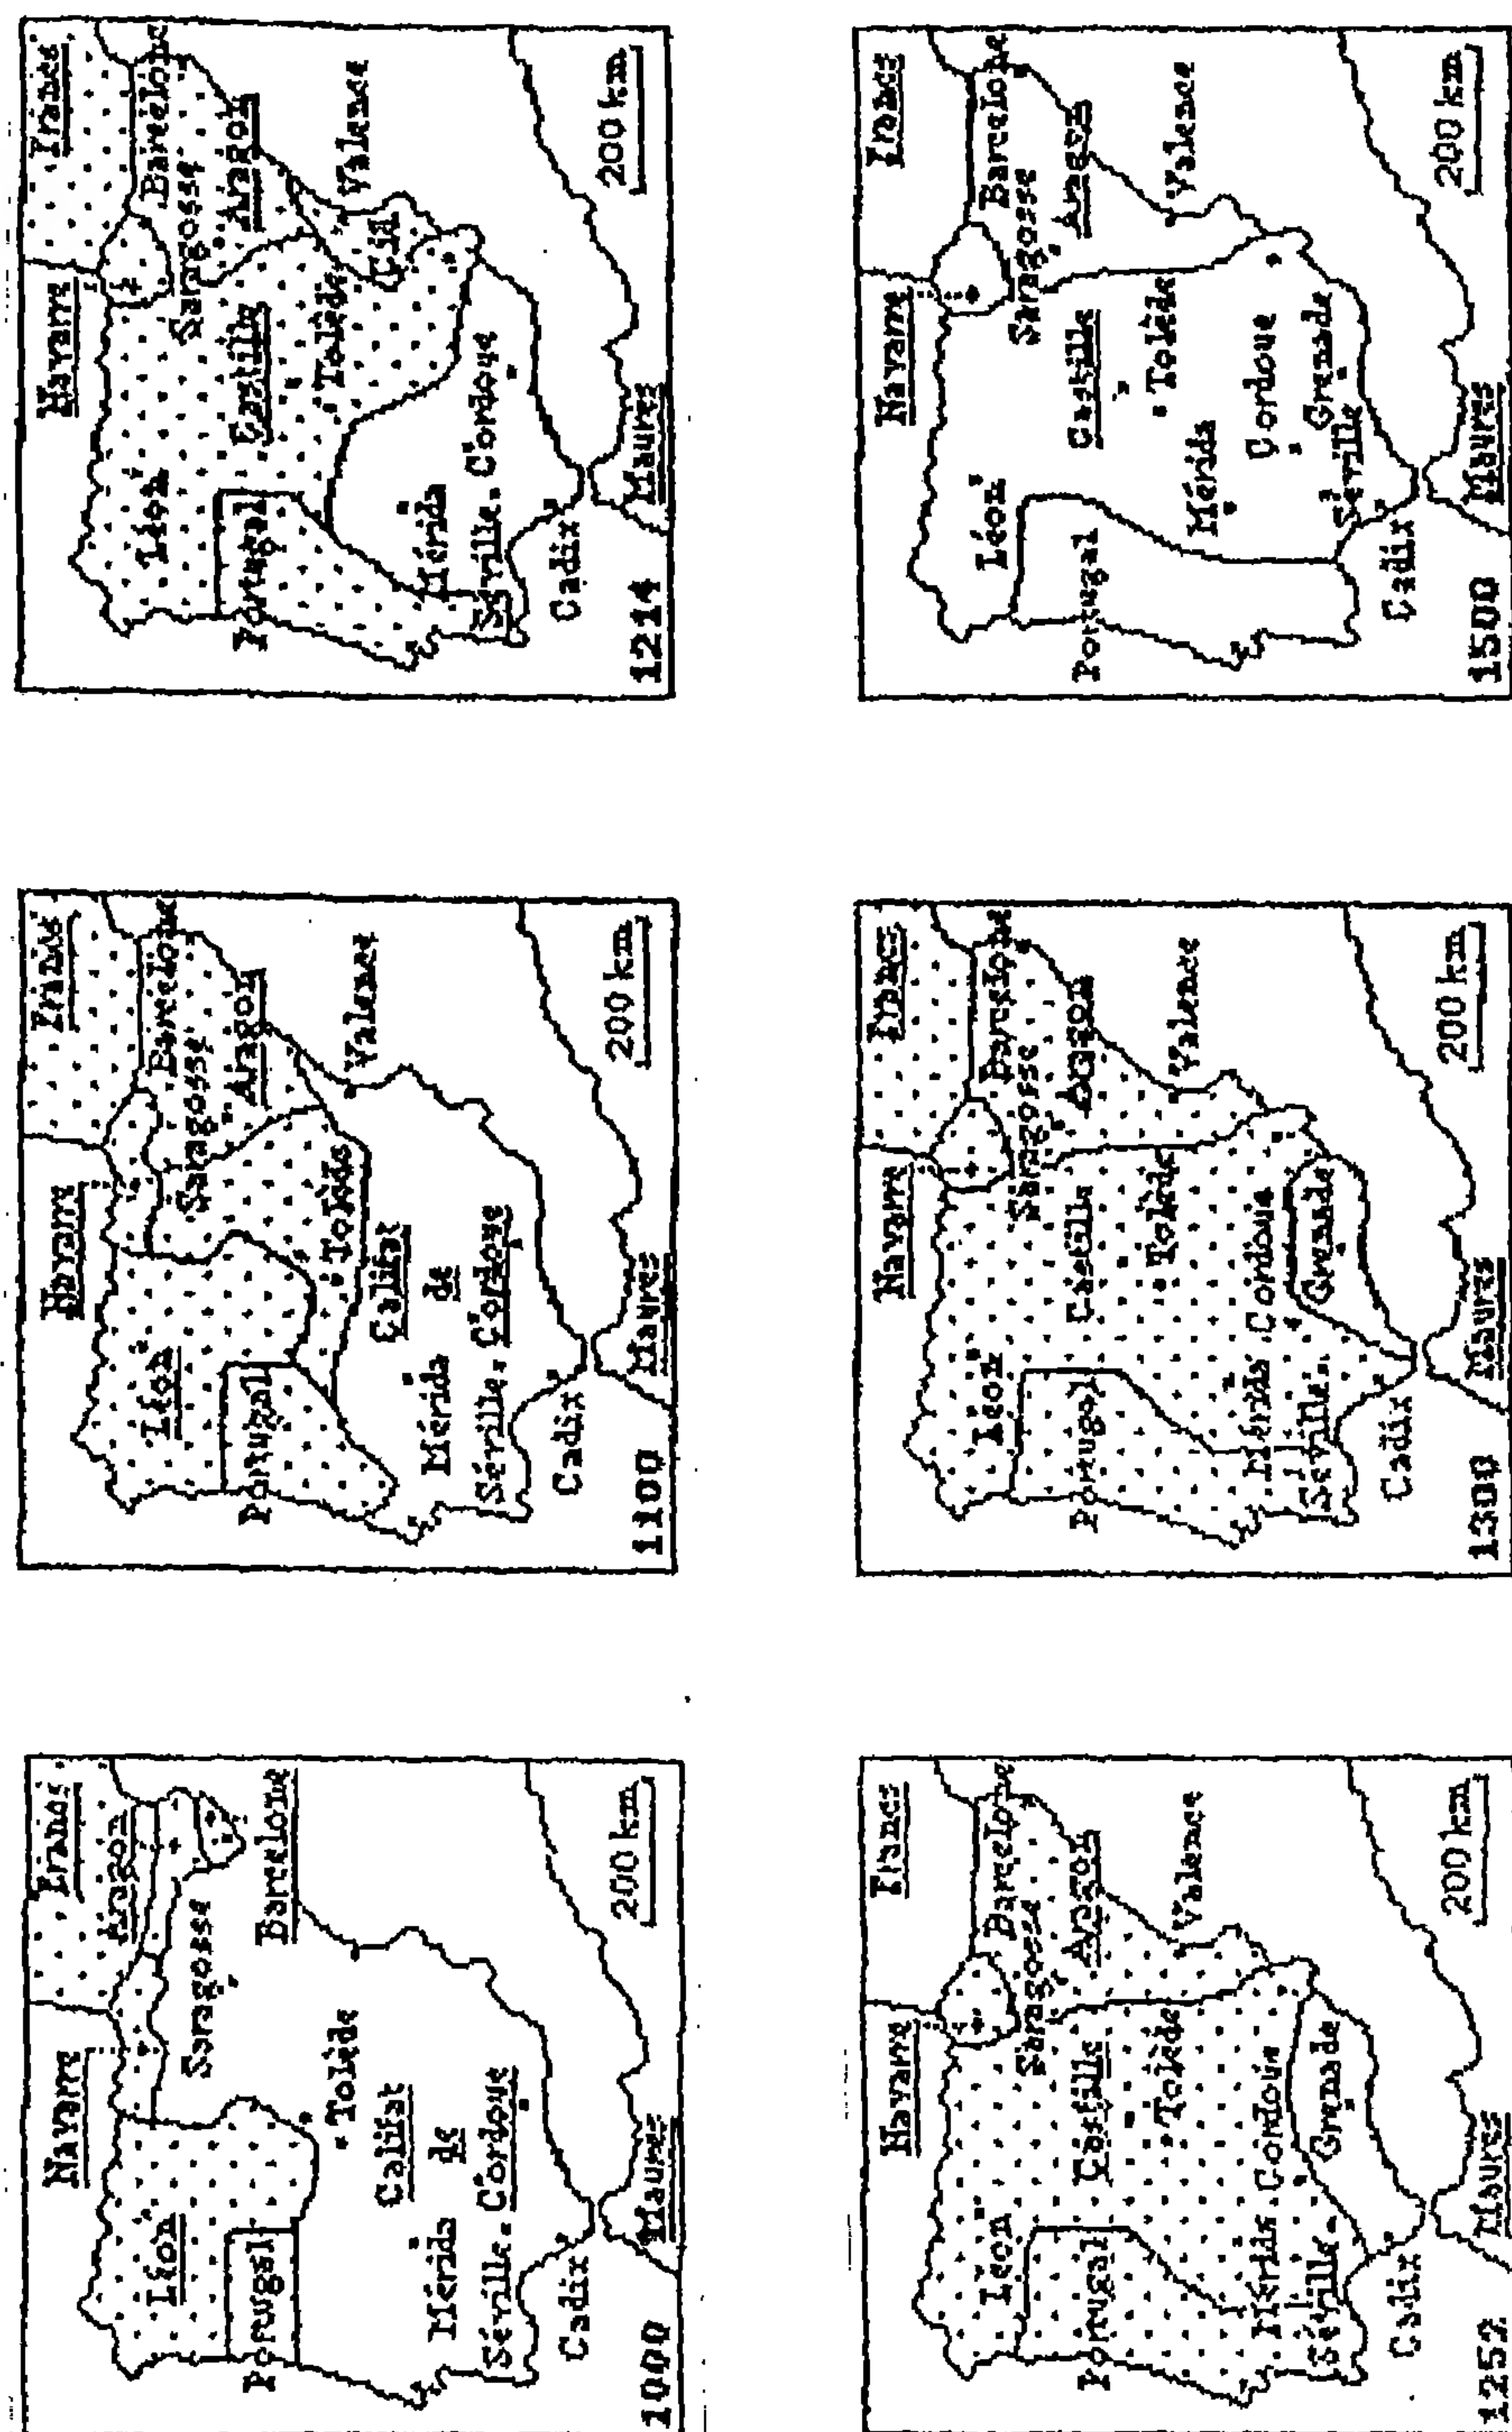 Navarre
France
Léon
Aragon
Saragosse
Portugal
Barcelone
Tolède
Califat
de
Cordoue
Mérida
Séville
Cadix
Maures
200 km
1000
Navarre
France
Léon
Barcelone
Saragosse
Aragon
Portugal
Tolède
Valence
Califat
de
Cordoue
Mérida
Séville
Cadix
Maures
200 km
1100
Navarre
France
Léon
Barcelone
Saragosse
Aragon
Castille
Portugal
Tolède
Valence
Cid
Mérida
Séville
Cordoue
Cadix
Maures
200 km
1214
Navarre
France
Léon
Barcelone
Saragosse
Aragon
Portugal
Castille
Tolède
Valence
Mérida
Cordoue
Séville
Grenade
Cadix
Maures
200 km
1252
Navarre
France
Léon
Barcelone
Saragosse
Aragon
Portugal
Castille
Tolède
Valence
Mérida
Cordoue
Séville
Grenade
Cadix
Maures
200 km
1300
Navarre
France
Léon
Barcelone
Saragosse
Aragon
Portugal
Castille
Tolède
Valence
Mérida
Cordoue
Séville
Grenade
Cadix
Maures
200 km
1500